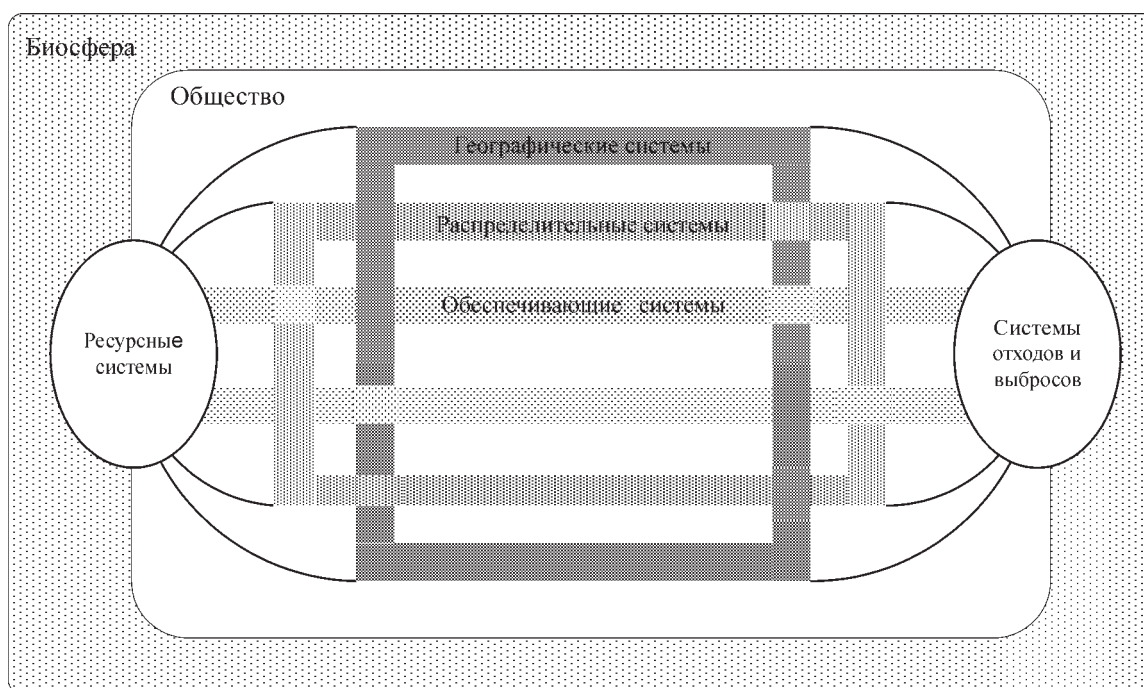 Биосфера
Общество
Географические системы
Распределительные системы
Обеспечивающие системы
Ресурсные
системы
Системы
отходов и
выбросов